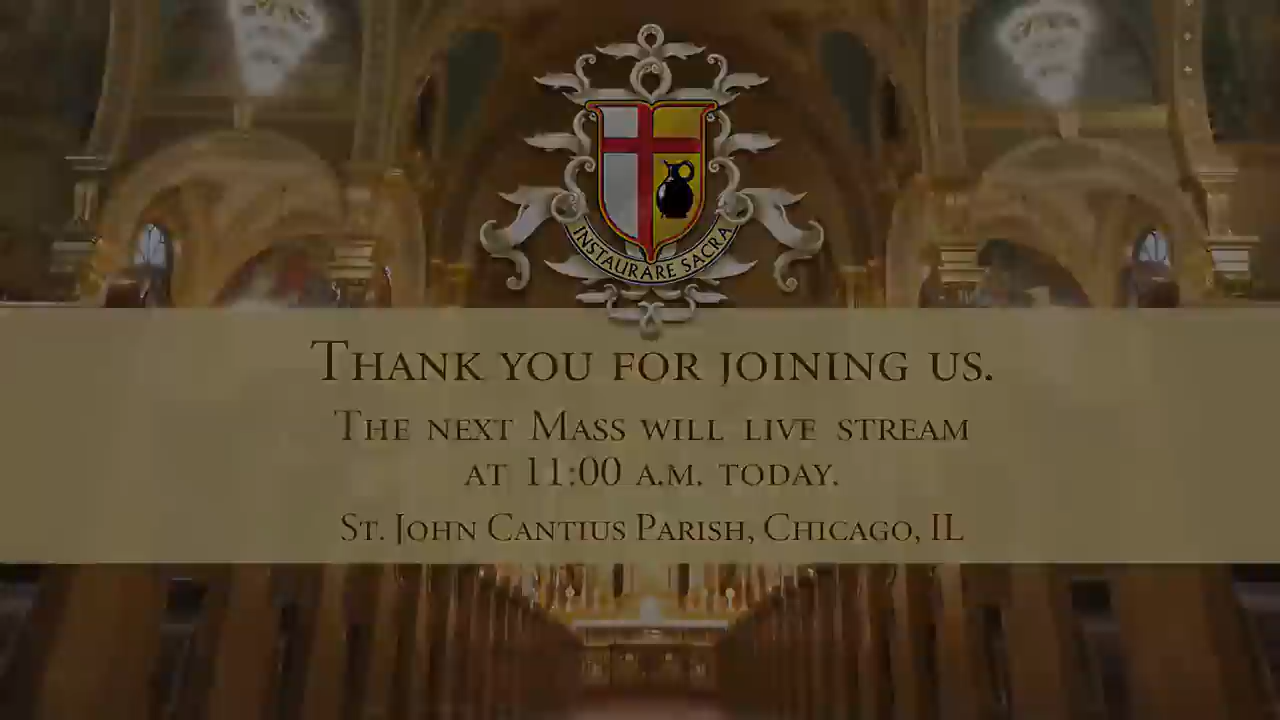 INSTAURARE SACRA
THANK YOU FOR JOINING US.
THE NEXT MASS WILL LIVE STREAM
AT 11:00 A.M. TODAY.
ST. JOHN CANTIUS PARISH, CHICAGO, IL